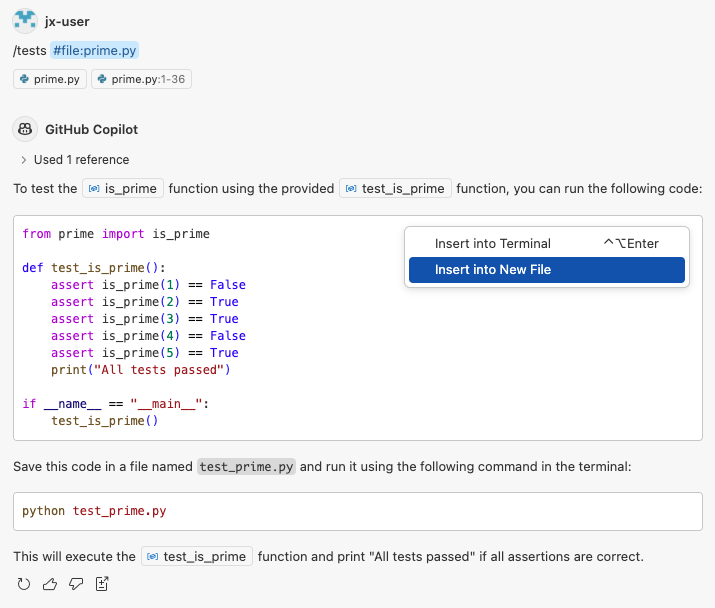 jx-user
/tests #file:prime.py
prime.py prime.py:1-36
GitHub Copilot
Used 1 reference
To test the is_prime function using the provided test_is_prime function, you can run the following code:
from prime import is_prime
Insert into Terminal ^⌥Enter
Insert into New File
def test_is_prime():
    assert is_prime(1) == False
    assert is_prime(2) == True
    assert is_prime(3) == True
    assert is_prime(4) == False
    assert is_prime(5) == True
    print("All tests passed")
if __name__ == "__main__":
    test_is_prime()
Save this code in a file named test_prime.py and run it using the following command in the terminal:
python test_prime.py
This will execute the test_is_prime function and print "All tests passed" if all assertions are correct.